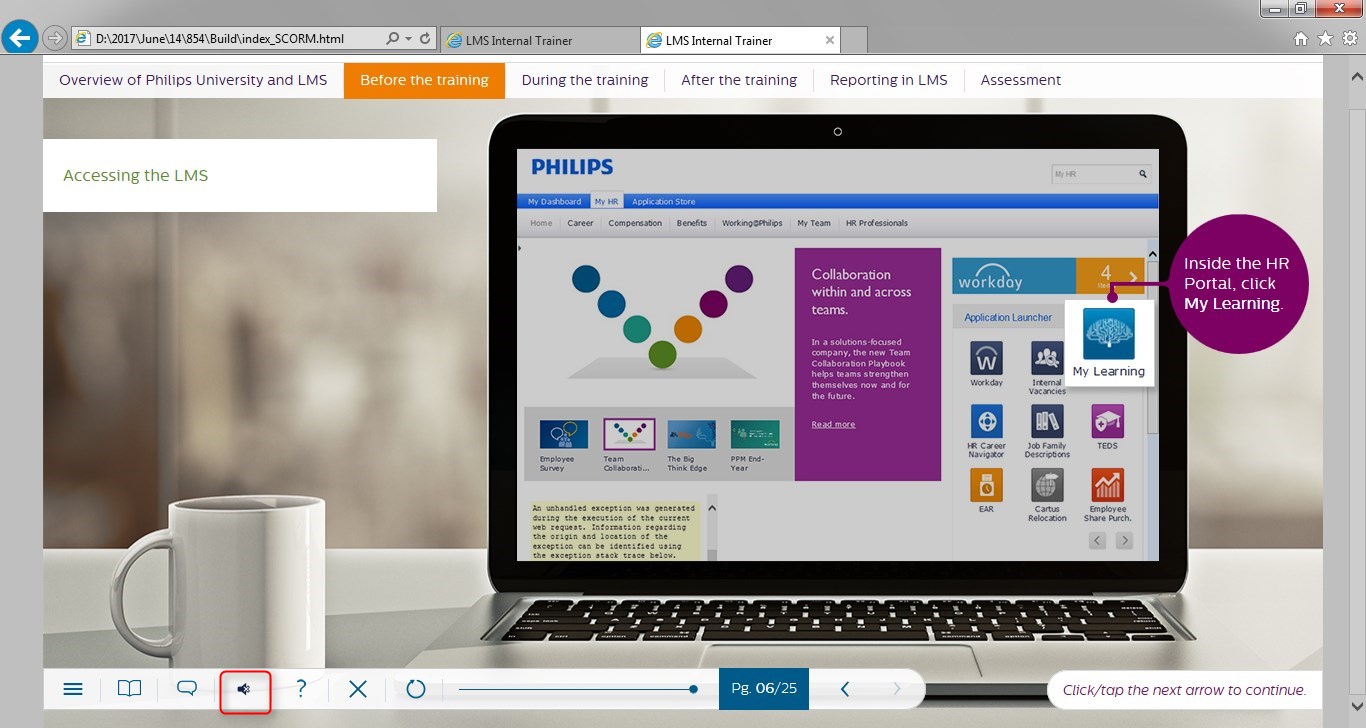 D:\2017\June\14\854\Build\index_SCORM.html
LMS Internal Trainer
LMS Internal Trainer
Overview of Philips University and LMS
Before the training
During the training
After the training
Reporting in LMS
Assessment
Accessing the LMS
PHILIPS
My HR
My Dashboard
My HR
Application Store
Home
Career
Compensation
Benefits
Working@Philips
My Team
HR Professionals
Collaboration
within and across
teams.
In a solutions-focused
company, the new Team
Collaboration Playbook
helps teams strengthen
themselves now and for
the future.
Read more
Employee
Survey
Team
Collaborati...
The Big
Think Edge
PPM End-
Year
An unhandled exception was generated
during the execution of the current
web request. Information regarding
the origin and location of the
exception can be identified using
the exception stack trace below.
workday
4
Application Launcher
Workday
Internal
Vacancies
My Learning
HR Career
Navigator
Job Family
Descriptions
TEDS
EAR
Cartus
Relocation
Employee
Share Purch.
Inside the HR
Portal, click
My Learning.
?
Pg. 06/25
Click/tap the next arrow to continue.